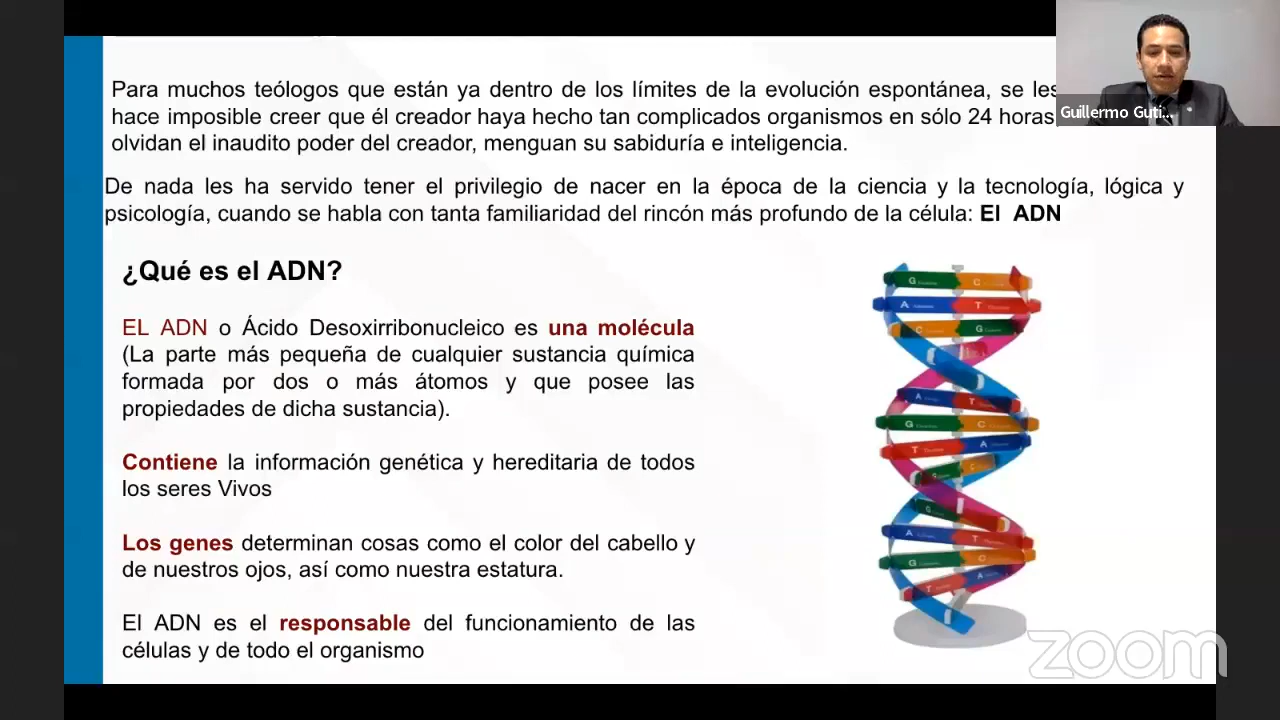 Para muchos teólogos que están ya dentro de los límites de la evolución espontánea, se les
hace imposible creer que él creador haya hecho tan complicados organismos en sólo 24 horas
olvidan el inaudito poder del creador, menguan su sabiduría e inteligencia.
De nada les ha servido tener el privilegio de nacer en la época de la ciencia y la tecnología, lógica y
psicología, cuando se habla con tanta familiaridad del rincón más profundo de la célula: El ADN
¿Qué es el ADN?
EL ADN o Ácido Desoxirribonucleico es una molécula
(La parte más pequeña de cualquier sustancia química
formada por dos o más átomos y que posee las
propiedades de dicha sustancia).
Contiene la información genética y hereditaria de todos
los seres Vivos
Los genes determinan cosas como el color del cabello y
de nuestros ojos, así como nuestra estatura.
El ADN es el responsable del funcionamiento de las
células y de todo el organismo
Guillermo Guti...
G C
A T
C G
A T
G C
T A
G C
G
A T
G C
T A
zoom